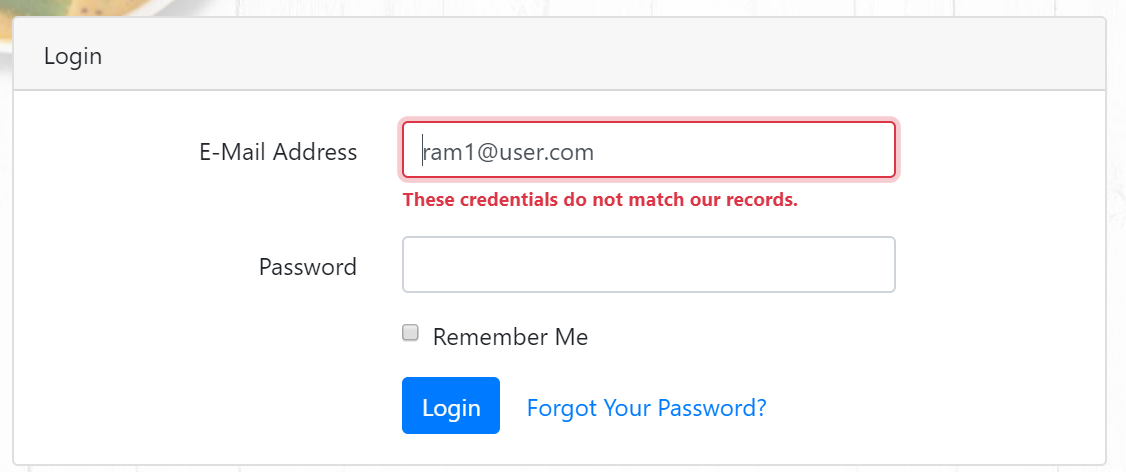 Login
E-Mail Address
ram1@user.com
These credentials do not match our records.
Password
Remember Me
Login
Forgot Your Password?